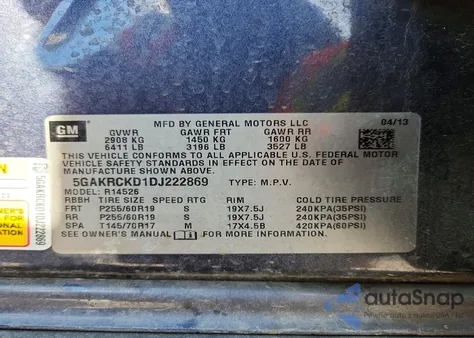 GM
MFD BY GENERAL MOTORS LLC 04/13
GVWR GAWR FRT GAWR RR
2908 KG 1450 KG 1600 KG
6411 LB 3196 LB 3527 LB
THIS VEHICLE CONFORMS TO ALL APPLICABLE U.S. FEDERAL MOTOR
VEHICLE SAFETY STANDARDS IN EFFECT ON THE DATE OF
MANUFACTURE SHOWN ABOVE.
5GAKRCKD1DJ222869 TYPE: M.P.V.
MODEL: R14526
RBBH TIRE SIZE SPEED RTG RIM COLD TIRE PRESSURE
FRT P255/60R19 S 19X7.5J 240KPA(35PSI)
RR P255/60R19 S 19X7.5J 240KPA(35PSI)
SPA T145/70R17 M 17X4.5B 420KPA(60PSI)
SEE OWNER'S MANUAL FOR ADDITIONAL INFORMATION
5GAKRCKD1DJ222869
autoSnap